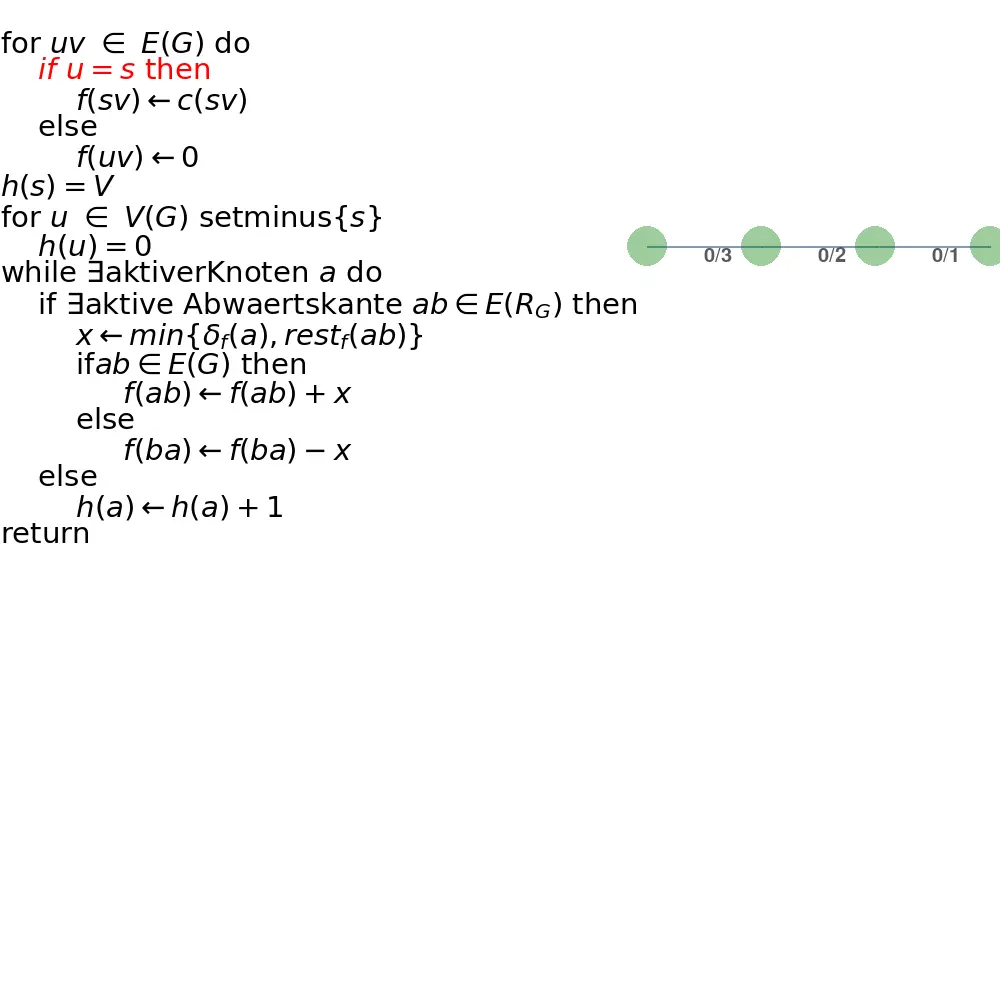 for uv ∈ E(G) do
if u = s then
f(sv) ← c(sv)
else
f(uv) ← 0
h(s) = V
for u ∈ V(G) setminus{s}
h(u) = 0
while ∃aktiverKnoten a do
if ∃aktive Abwaertskante ab ∈ E(R_G) then
x ← min{δ_f(a), rest_f(ab)}
ifab ∈ E(G) then
f(ab) ← f(ab) + x
else
f(ba) ← f(ba) − x
else
h(a) ← h(a) + 1
return
0/3 0/2 0/1